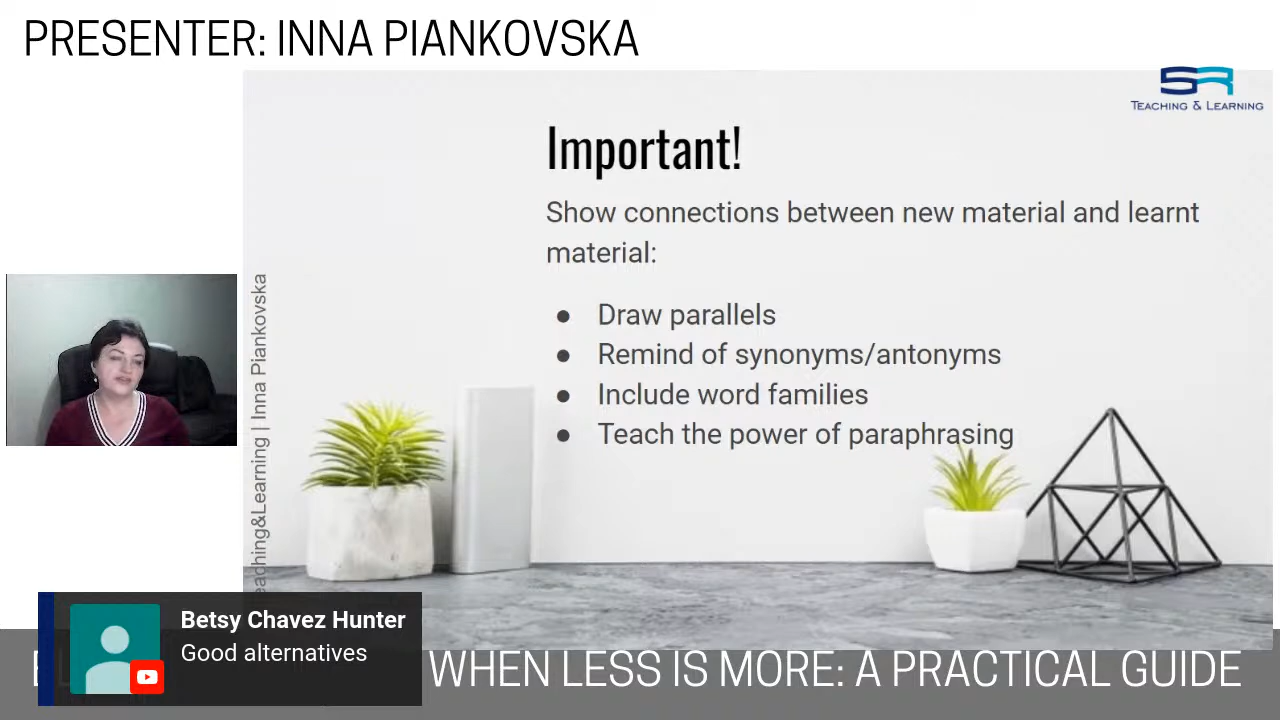 PRESENTER: INNA PIANKOVSKA
SR
TEACHING & LEARNING
Important!
Show connections between new material and learnt
material:
● Draw parallels
● Remind of synonyms/antonyms
● Include word families
● Teach the power of paraphrasing
eaching&Learning | Inna Piankovska
Betsy Chavez Hunter
Good alternatives
WHEN LESS IS MORE: A PRACTICAL GUIDE